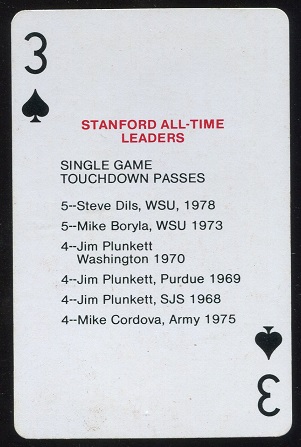 3
STANFORD ALL-TIME
LEADERS
SINGLE GAME
TOUCHDOWN PASSES
5--Steve Dils, WSU, 1978
5--Mike Boryla, WSU 1973
4--Jim Plunkett
Washington 1970
4--Jim Plunkett, Purdue 1969
4--Jim Plunkett, SJS 1968
4--Mike Cordova, Army 1975
3